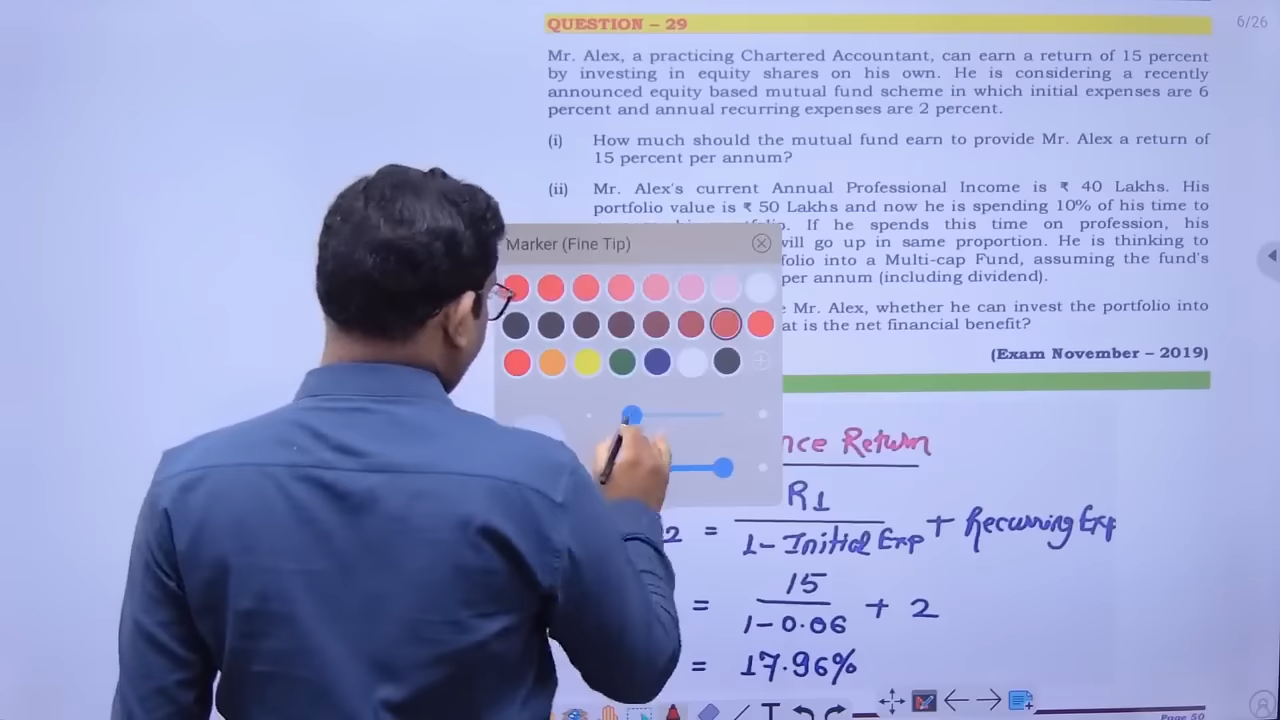 QUESTION – 29
6/26
Mr. Alex, a practicing Chartered Accountant, can earn a return of 15 percent
by investing in equity shares on his own. He is considering a recently
announced equity based mutual fund scheme in which initial expenses are 6
percent and annual recurring expenses are 2 percent.
(i) How much should the mutual fund earn to provide Mr. Alex a return of
15 percent per annum?
(ii) Mr. Alex's current Annual Professional Income is ₹ 40 Lakhs. His
portfolio value is ₹ 50 Lakhs and now he is spending 10% of his time to
. If he spends this time on profession, his
will go up in same proportion. He is thinking to
folio into a Multi-cap Fund, assuming the fund's
per annum (including dividend).
Mr. Alex, whether he can invest the portfolio into
at is the net financial benefit?
(Exam November – 2019)
Marker (Fine Tip)
nce Return
2 = R1 / 1 - Initial Exp + Recurring Exp
= 15 / 1 - 0.06 + 2
= 17.96%
Page 50